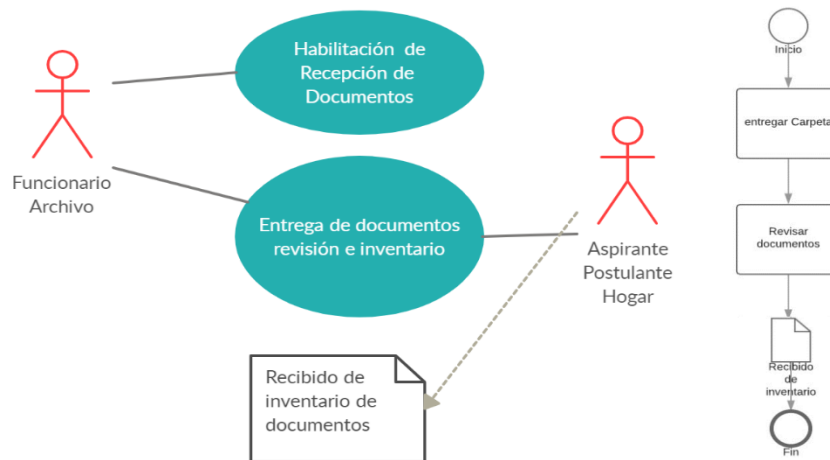 Habilitación de
Recepción de
Documentos
Funcionario
Archivo
Entrega de documentos
revisión e inventario
Aspirante
Postulante
Hogar
Recibido de
inventario de
documentos
Inicio
entregar Carpeta
Revisar
documentos
Recibido
de
inventario
Fin